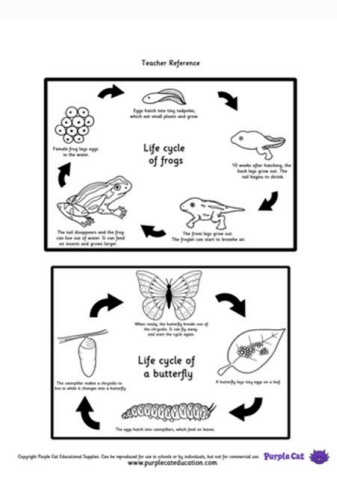 Teacher Reference
Eggs hatch into tiny tadpoles,
which eat small plants and grow.
Female frog lays eggs
in the water.
Life cycle
of frogs
10 weeks after hatching, the
back legs grow out. The
tail begins to shrink.
The tail disappears and the frog
can live out of water. It can feed
on insects and grows larger.
The front legs grow out.
The froglet can start to breathe air.
When ready, the butterfly breaks out of
the chrysalis. It can fly away
and start the cycle again.
Life cycle of
a butterfly
The caterpillar makes a chrysalis to
live in while it changes into a butterfly.
A butterfly lays tiny eggs on a leaf.
The eggs hatch into caterpillars, which feed on leaves.
Copyright Purple Cat Educational Supplies. Can be reproduced for use in schools or by individuals, but not for commercial use
Purple Cat
www.purplecateducation.com